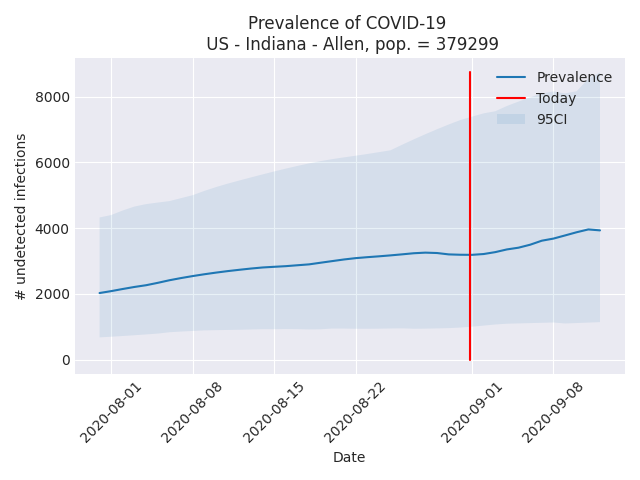 Prevalence of COVID-19
US - Indiana - Allen, pop. = 379299
# undetected infections
8000
6000
4000
2000
0
Prevalence
Today
95CI
2020-08-01
2020-08-08
2020-08-15
2020-08-22
2020-09-01
2020-09-08
Date